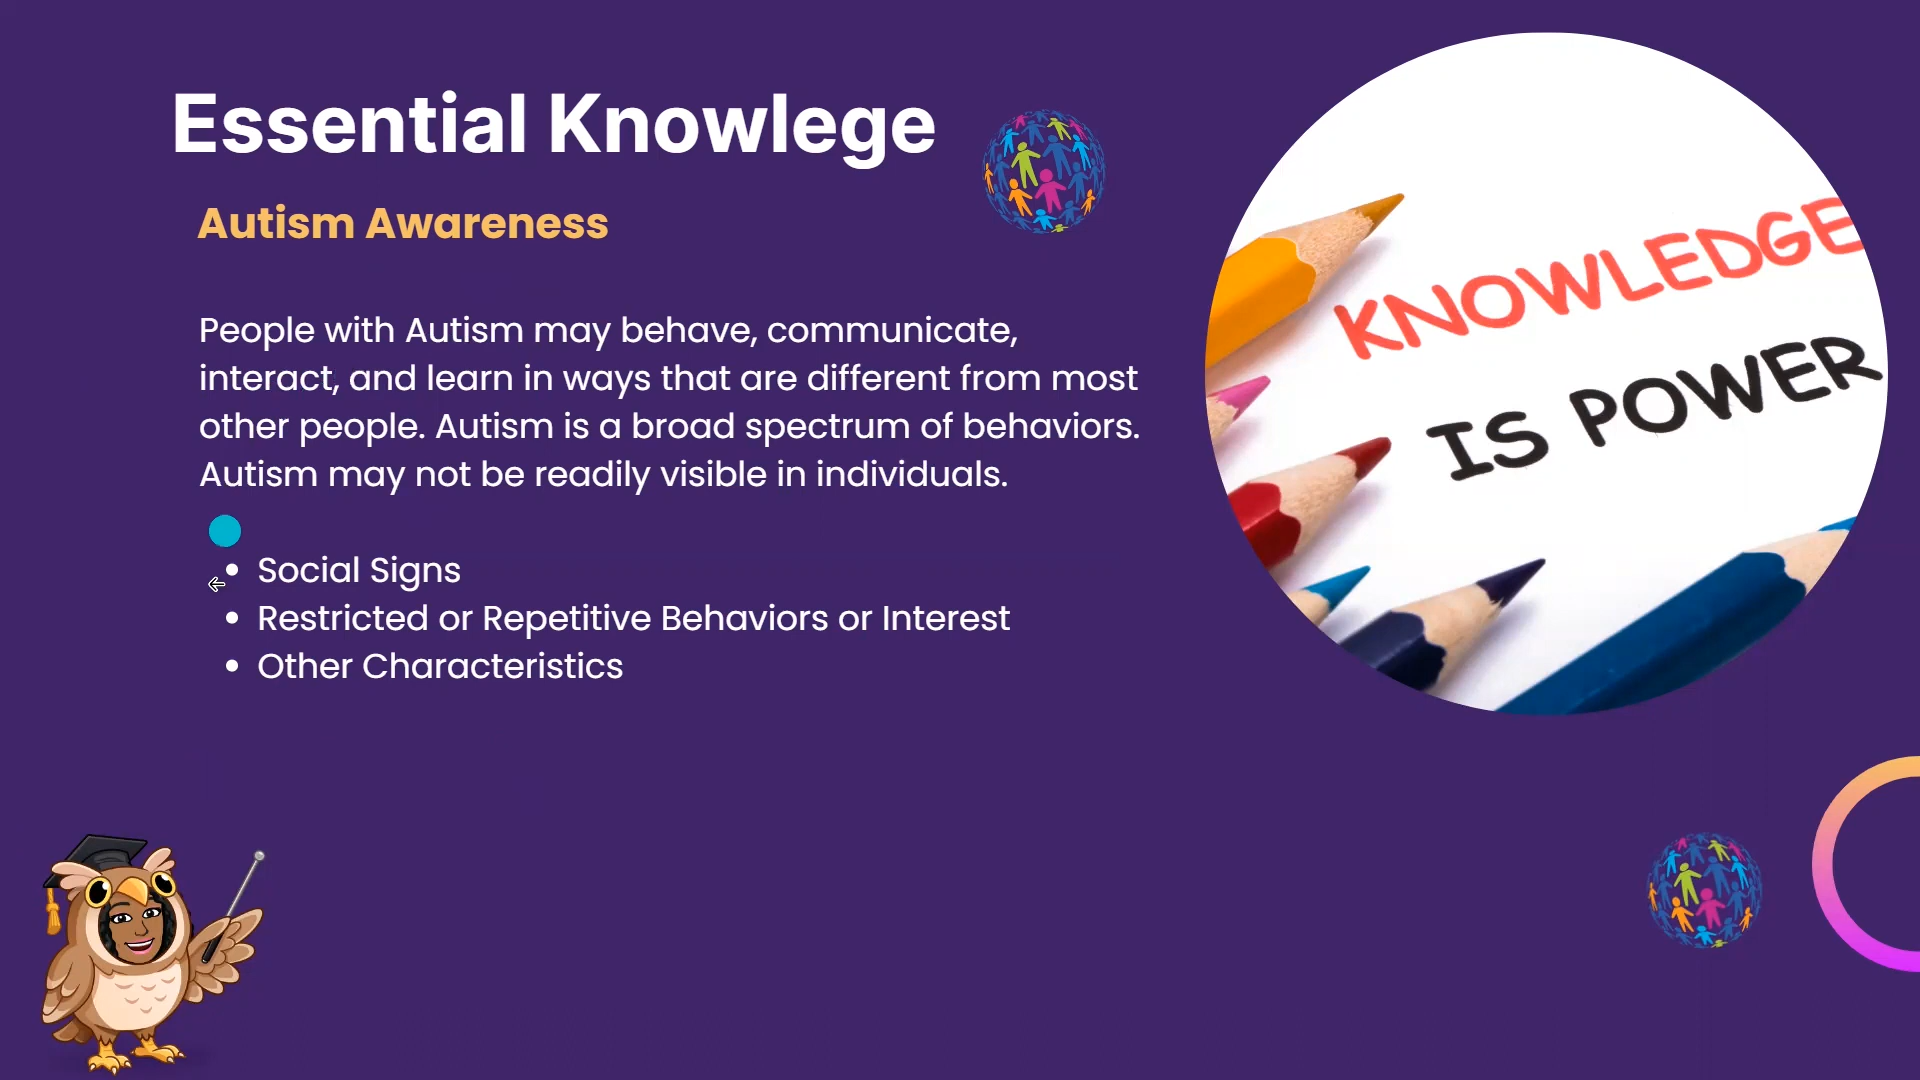 Essential Knowlege
Autism Awareness
People with Autism may behave, communicate,
interact, and learn in ways that are different from most
other people. Autism is a broad spectrum of behaviors.
Autism may not be readily visible in individuals.
• Social Signs
• Restricted or Repetitive Behaviors or Interest
• Other Characteristics
KNOWLEDGE
IS POWER